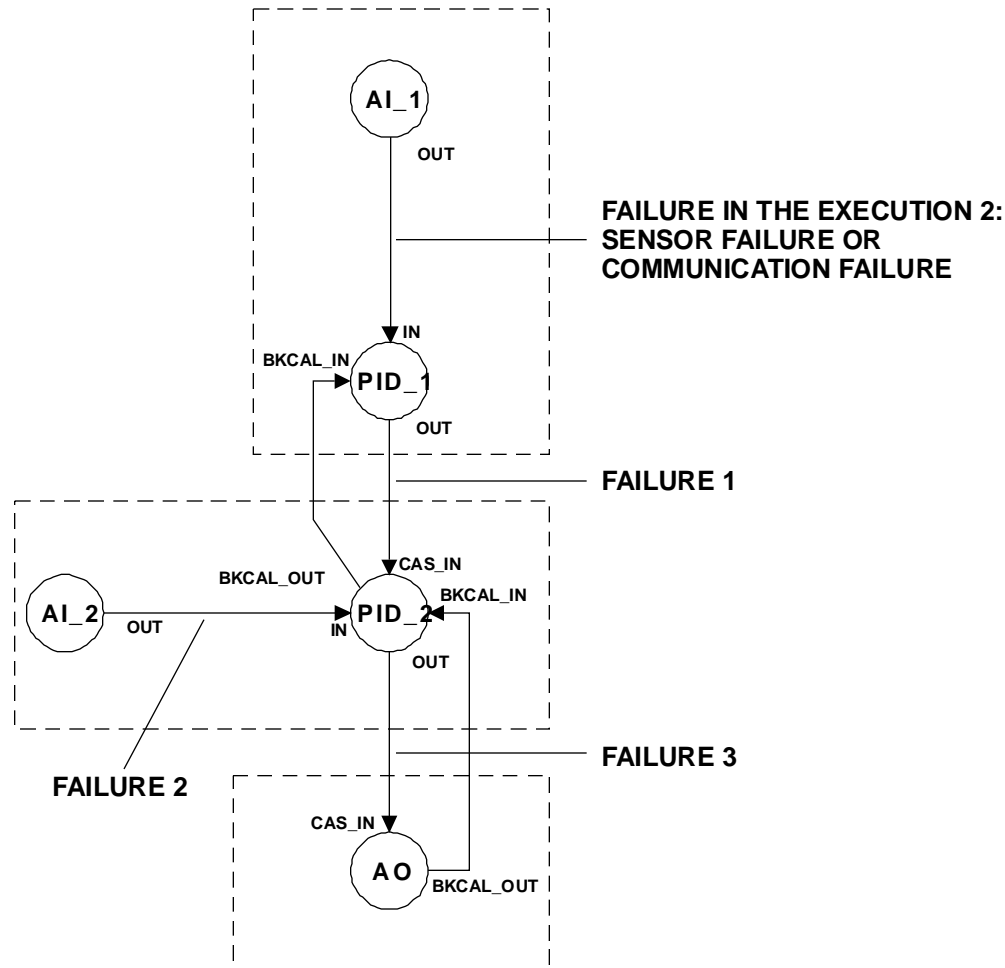 AI_1
OUT
FAILURE IN THE EXECUTION 2:
SENSOR FAILURE OR
COMMUNICATION FAILURE
IN
BKCAL_IN
PID_1
OUT
FAILURE 1
CAS_IN
BKCAL_OUT
BKCAL_IN
AI_2
OUT
IN
PID_2
OUT
FAILURE 3
FAILURE 2
CAS_IN
AO
BKCAL_OUT